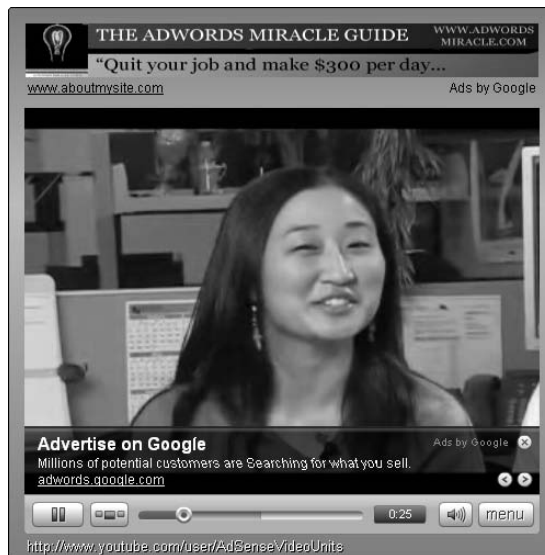 THE ADWORDS MIRACLE GUIDE
WWW.ADWORDS
MIRACLE.COM
“Quit your job and make $300 per day...
www.aboutmysite.com
Ads by Google
Advertise on Google
Ads by Google
Millions of potential customers are Searching for what you sell.
adwords.google.com
0:25
menu
http://www.youtube.com/user/AdSenseVideoUnits